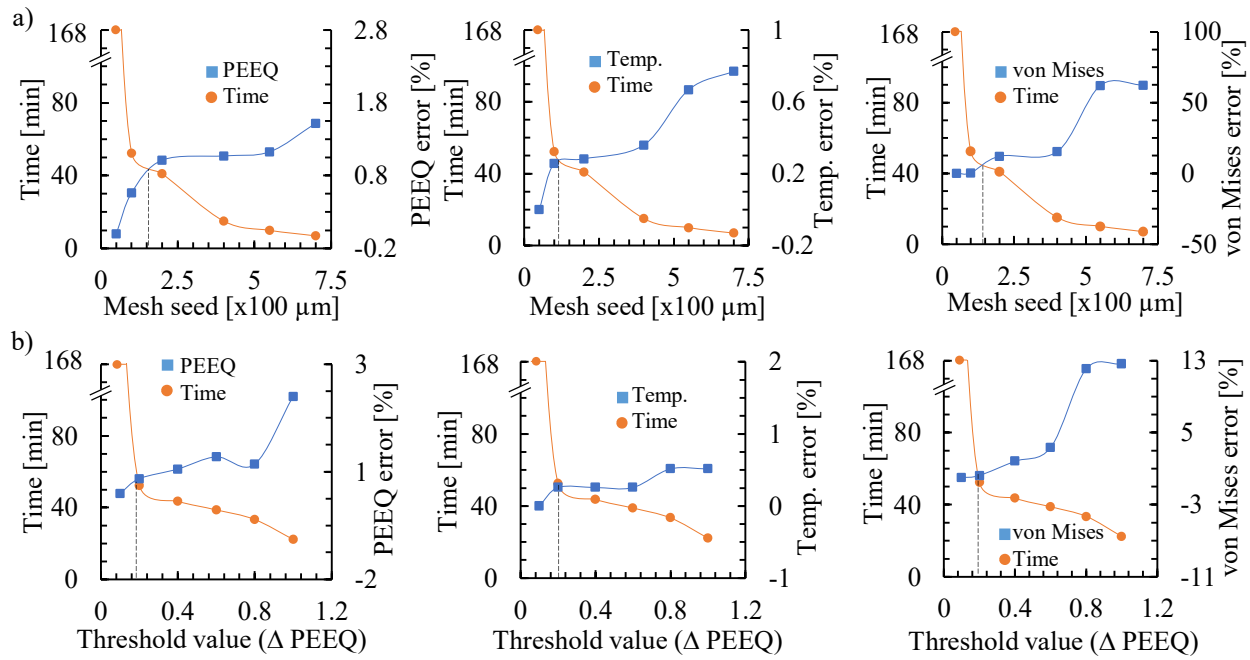 a)
168
80
40
0
Time [min]
PEEQ
Time
2.8
1.8
0.8
-0.2
PEEQ error [%]
0
2.5
5
7.5
Mesh seed [x100 µm]
168
80
40
0
Time [min]
Temp.
Time
1
0.6
0.2
-0.2
Temp. error [%]
0
2.5
5
7.5
Mesh seed [x100 µm]
168
80
40
0
Time [min]
von Mises
Time
100
50
0
-50
von Mises error [%]
0
2.5
5
7.5
Mesh seed [x100 µm]
b)
168
80
40
0
Time [min]
PEEQ
Time
3
1
-2
PEEQ error [%]
0
0.4
0.8
1.2
Threshold value (Δ PEEQ)
168
80
40
0
Time [min]
Temp.
Time
2
1
0
-1
Temp. error [%]
0
0.4
0.8
1.2
Threshold value (Δ PEEQ)
168
80
40
0
Time [min]
von Mises
Time
13
5
-3
-11
von Mises error [%]
0
0.4
0.8
1.2
Threshold value (Δ PEEQ)